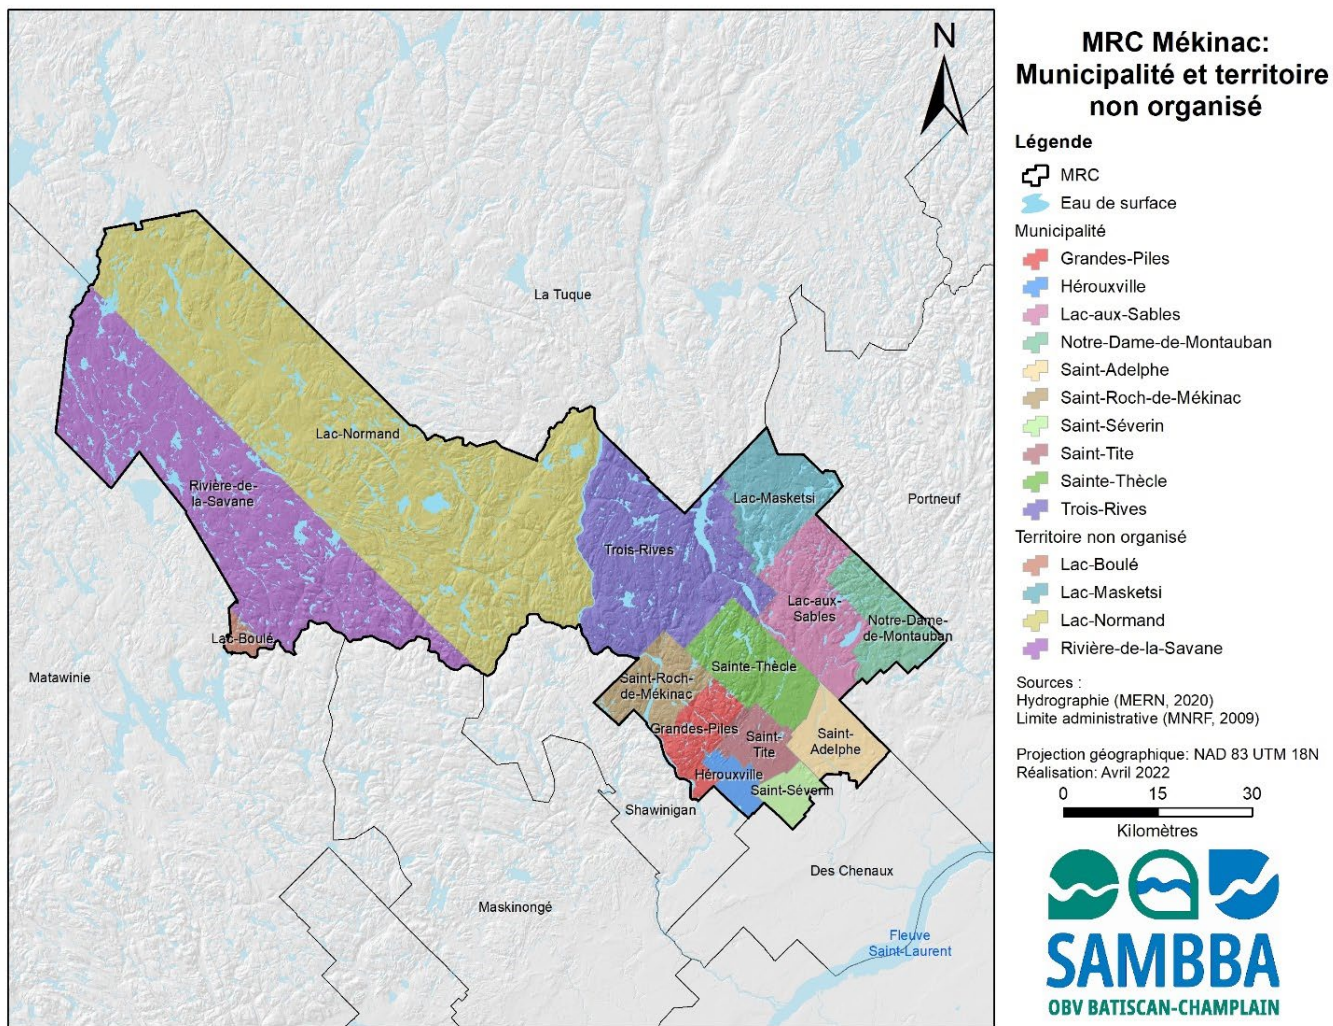 N
La Tuque
Lac-Normand
Rivière-de-
la-Savane
Lac-Masketsi
Portneuf
Trois-Rives
Lac-aux-
Sables
Notre-Dame-
de-Montauban
Lac-Boulé
Matawinie
Sainte-Thècle
Saint-Roch-
de-Mékinac
Grandes-Piles
Saint-
Tite
Saint-
Adelphe
Hérouxville
Saint-Séverin
Shawinigan
Des Chenaux
Maskinongé
Fleuve
Saint-Laurent
MRC Mékinac:
Municipalité et territoire
non organisé
Légende
MRC
Eau de surface
Municipalité
Grandes-Piles
Hérouxville
Lac-aux-Sables
Notre-Dame-de-Montauban
Saint-Adelphe
Saint-Roch-de-Mékinac
Saint-Séverin
Saint-Tite
Sainte-Thècle
Trois-Rives
Territoire non organisé
Lac-Boulé
Lac-Masketsi
Lac-Normand
Rivière-de-la-Savane
Sources :
Hydrographie (MERN, 2020)
Limite administrative (MNRF, 2009)
Projection géographique: NAD 83 UTM 18N
Réalisation: Avril 2022
0 15 30
Kilomètres
SAMBBA
OBV BATISCAN-CHAMPLAIN